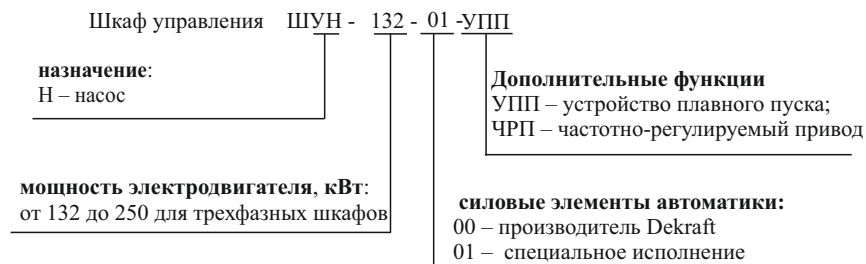 Шкаф управления ШУН - 132 - 01 -УПП
назначение:
Н – насос
Дополнительные функции
УПП – устройство плавного пуска;
ЧРП – частотно-регулируемый привод
мощность электродвигателя, кВт:
от 132 до 250 для трехфазных шкафов
силовые элементы автоматики:
00 – производитель Dekraft
01 – специальное исполнение